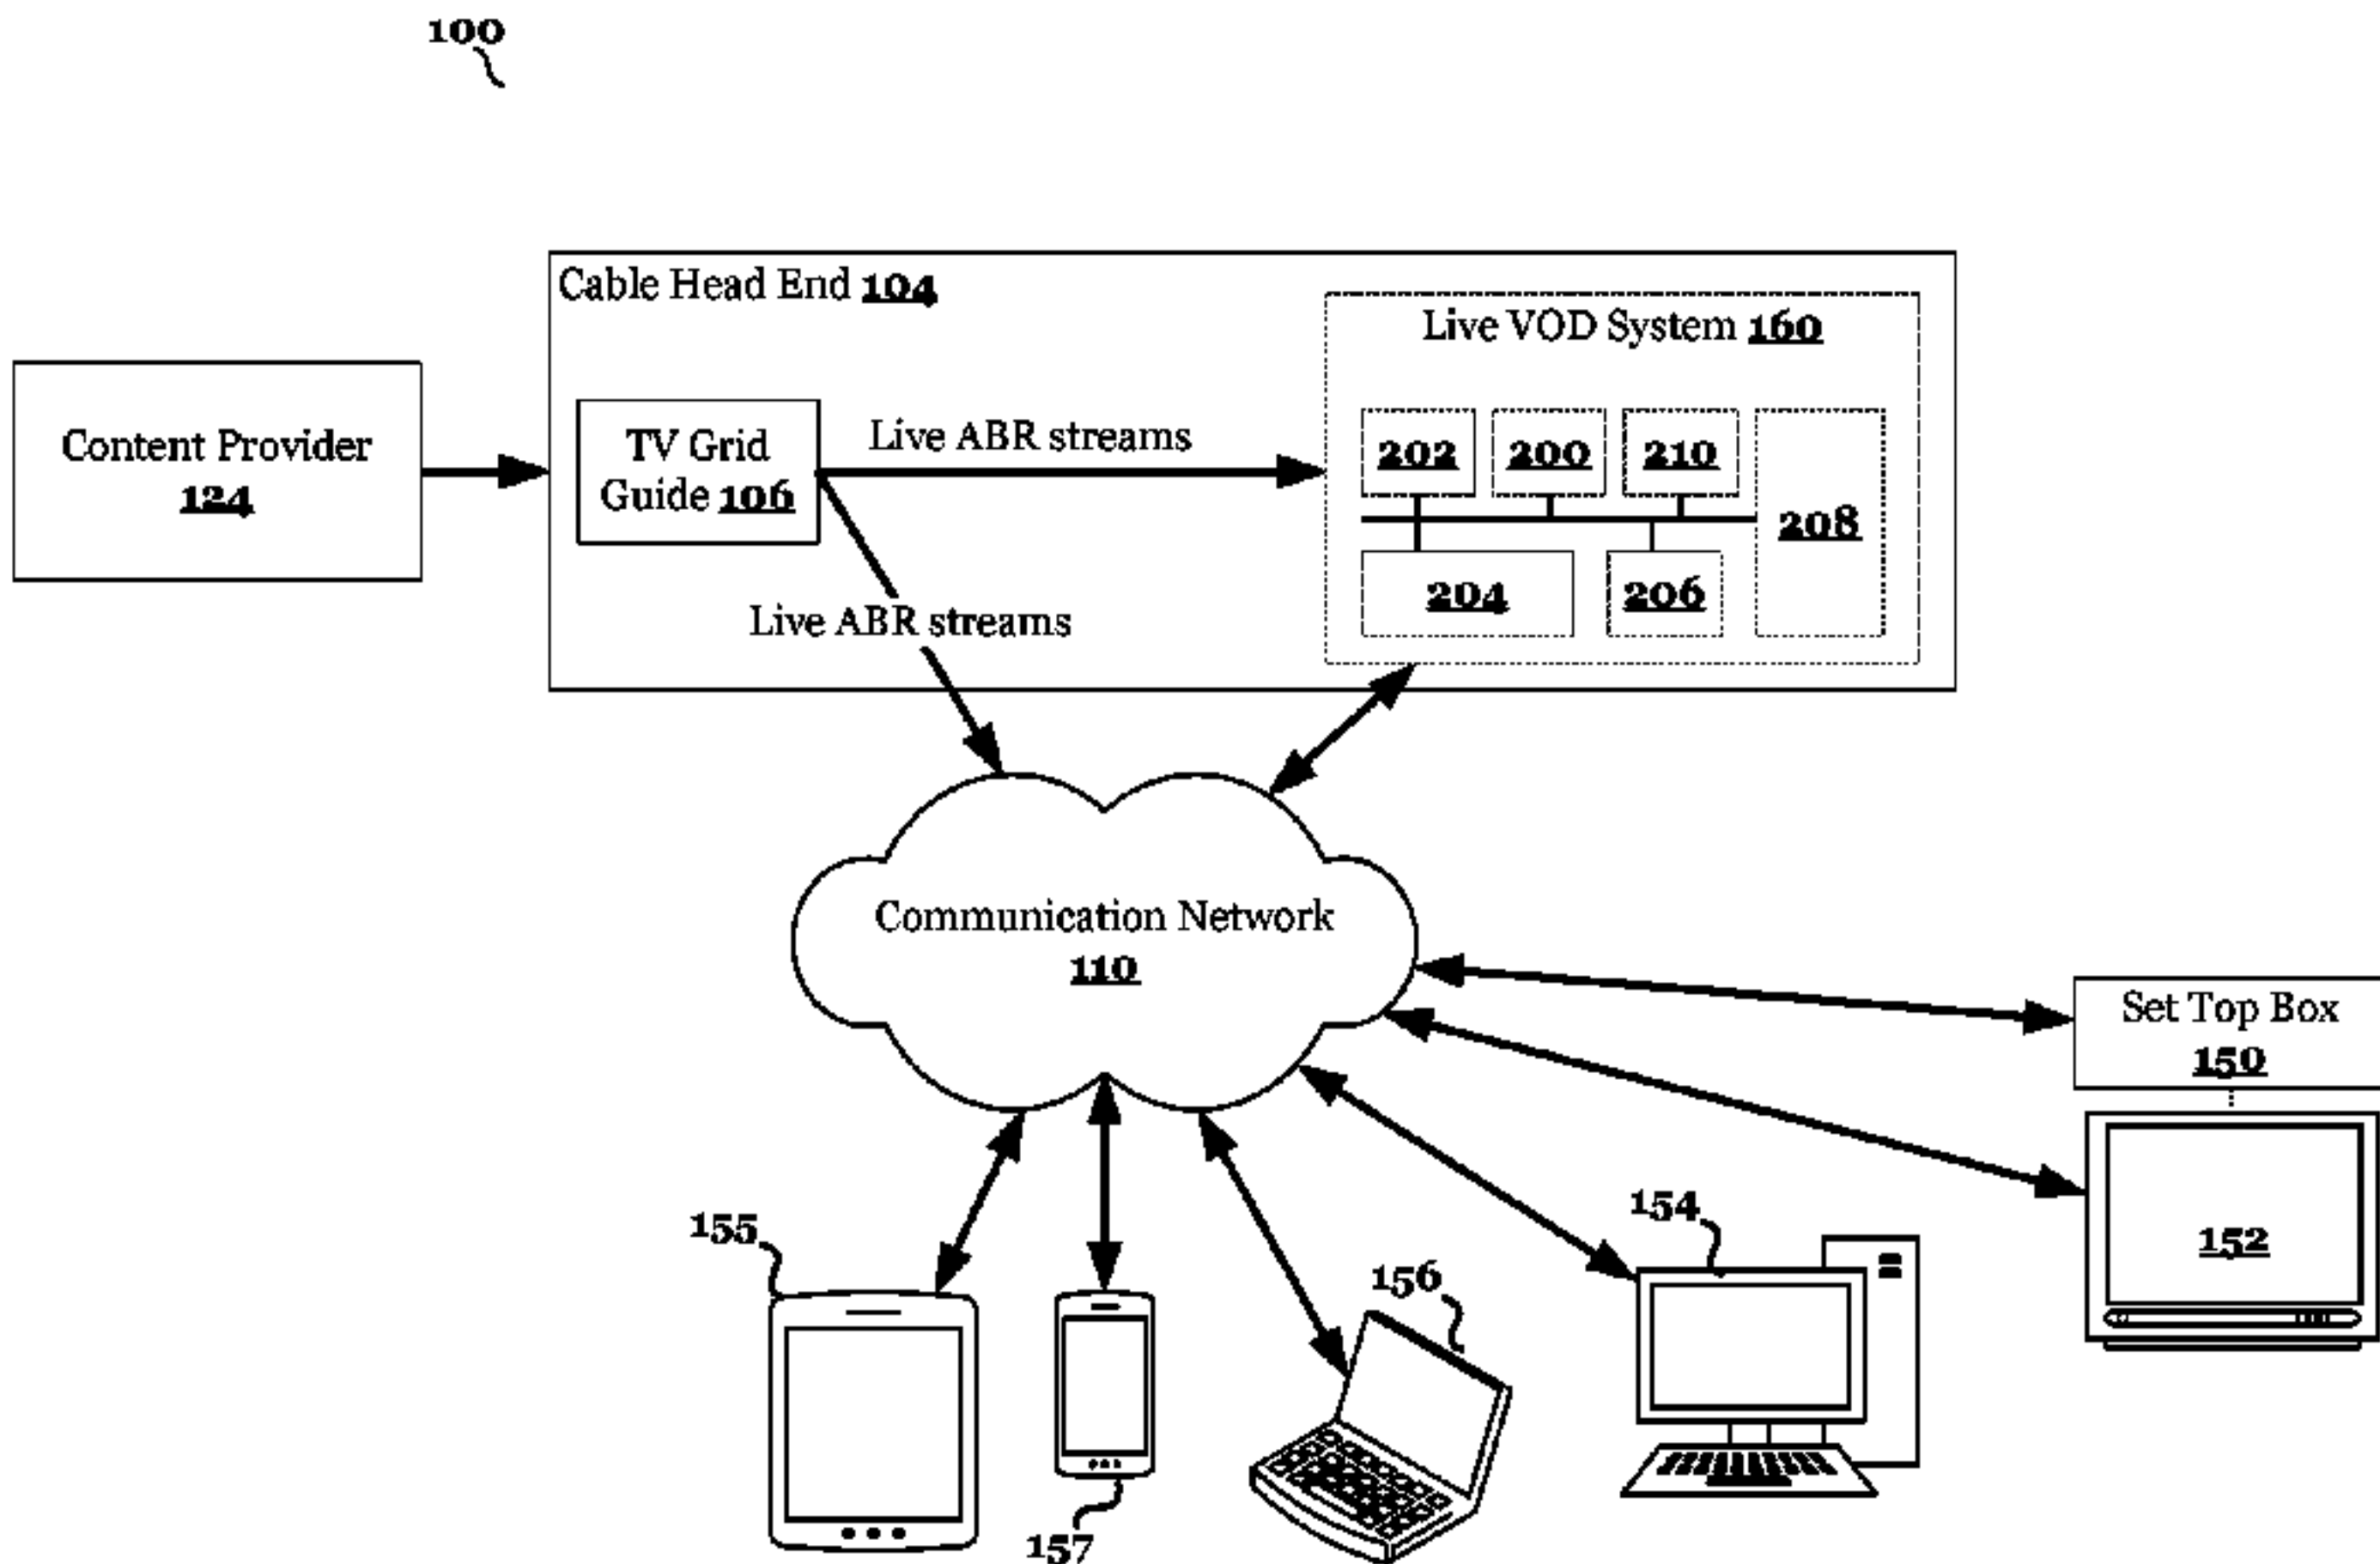 100
Cable Head End 104
Live VOD System 160
Content Provider
124
TV Grid
Guide 106
Live ABR streams
202
200
210
208
204
206
Live ABR streams
Communication Network
110
Set Top Box
150
152
154
155
156
157